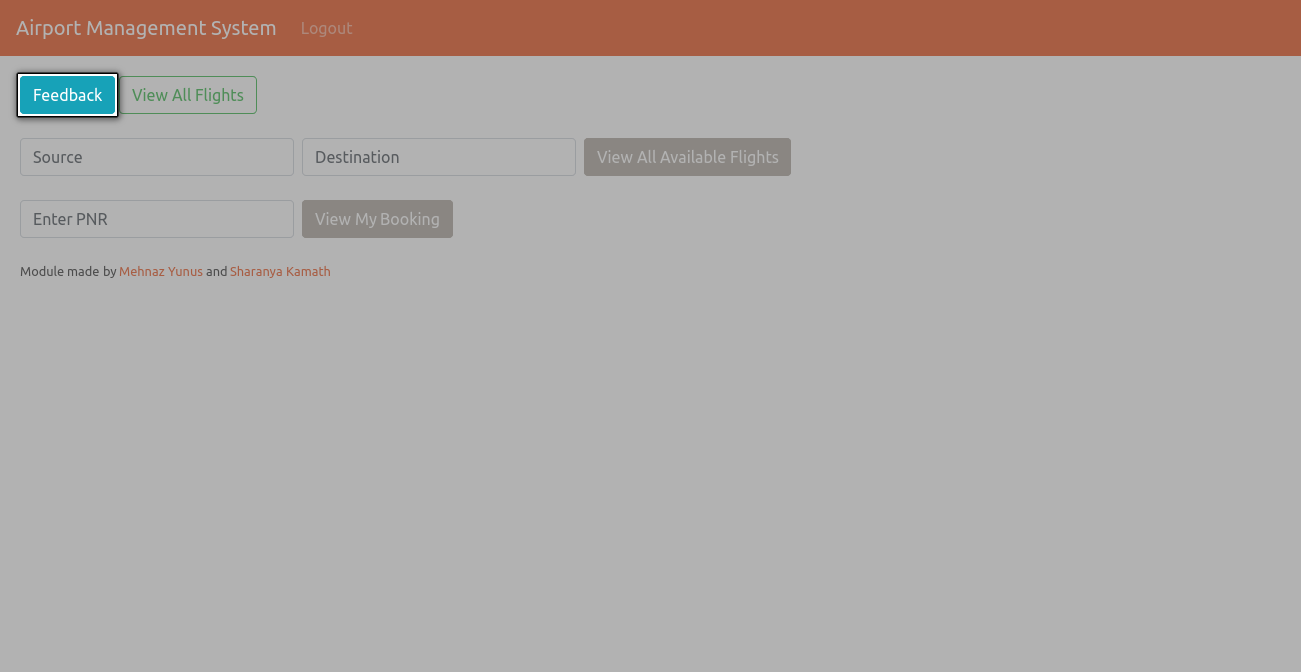 Airport Management System Logout
Feedback View All Flights
Source Destination View All Available Flights
Enter PNR View My Booking
Module made by Mehnaz Yunus and Sharanya Kamath